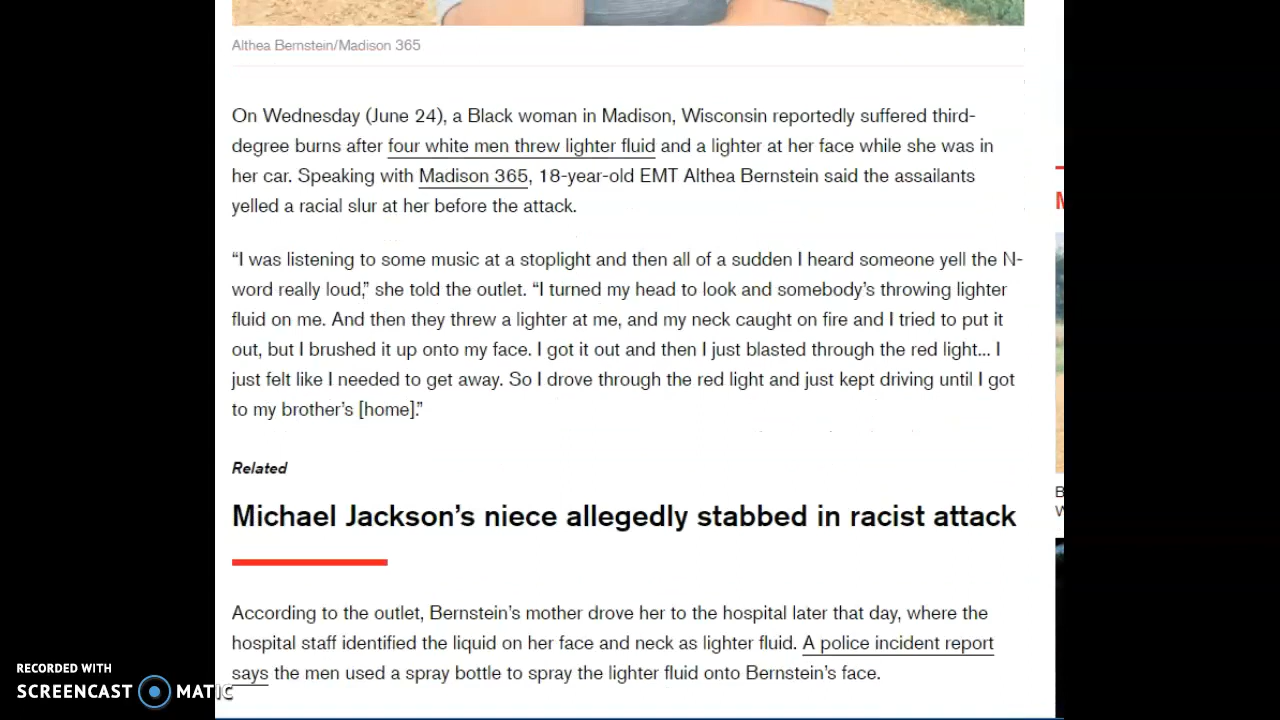 Althea Bernstein/Madison 365
On Wednesday (June 24), a Black woman in Madison, Wisconsin reportedly suffered third-
degree burns after four white men threw lighter fluid and a lighter at her face while she was in
her car. Speaking with Madison 365, 18-year-old EMT Althea Bernstein said the assailants
yelled a racial slur at her before the attack.
“I was listening to some music at a stoplight and then all of a sudden I heard someone yell the N-
word really loud,” she told the outlet. “I turned my head to look and somebody’s throwing lighter
fluid on me. And then they threw a lighter at me, and my neck caught on fire and I tried to put it
out, but I brushed it up onto my face. I got it out and then I just blasted through the red light... I
just felt like I needed to get away. So I drove through the red light and just kept driving until I got
to my brother’s [home].”
Related
Michael Jackson’s niece allegedly stabbed in racist attack
According to the outlet, Bernstein’s mother drove her to the hospital later that day, where the
hospital staff identified the liquid on her face and neck as lighter fluid. A police incident report
says the men used a spray bottle to spray the lighter fluid onto Bernstein’s face.
RECORDED WITH
SCREENCAST MATIC